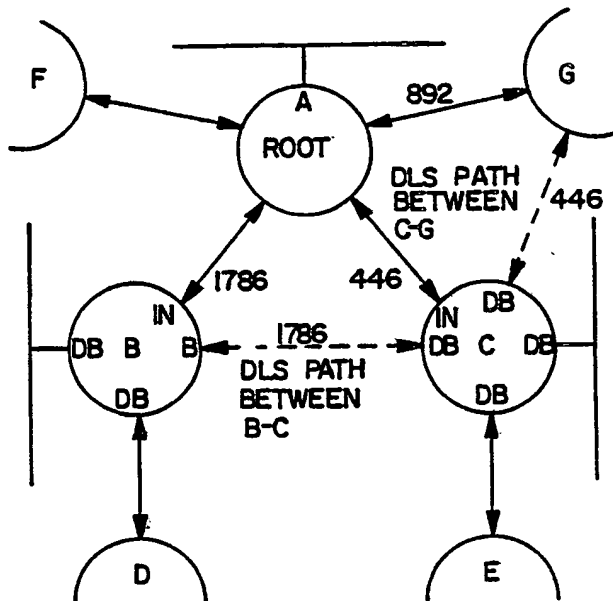 F
A
ROOT
892
G
DLS PATH
BETWEEN
C-G
446
1786
446
IN
DB B B
DB
1786
DLS PATH
BETWEEN
B-C
DB
IN
DB C DB
DB
D
E